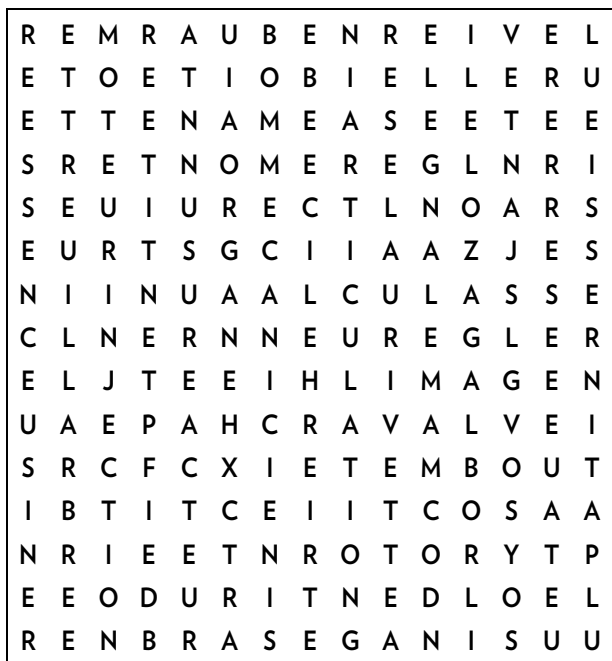 R E M R A U B E N R E I V E L
E T O E T I O B I E L L E R U
E T T E N A M E A S E E T E E
S R E T N O M E R E G L N R I
S E U I U R E C T L N O A R S
E U R T S G C I I A A Z J E S
N I I N U A A L C U L A S S E
C L N E R N N E U R E G L E R
E L J T E E I H L I M A G E N
U A E P A H C R A V A L V E I
S R C F C X I E T E M B O U T
I B T I T C E I I T C O S A A
N R I E E T N R O T O R Y T P
E E O D U R I T N E D L O E L
R E N B R A S E G A N I S U U